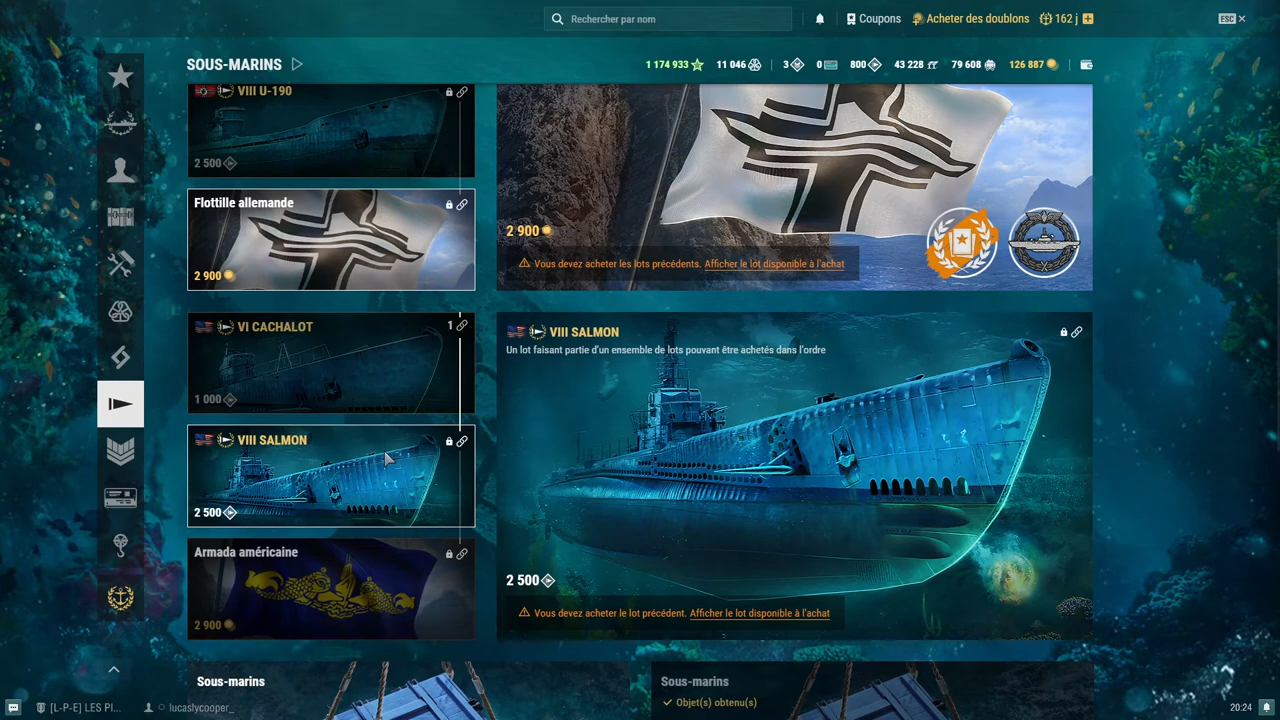 Rechercher par nom
Coupons
Acheter des doublons
162 j
ESC
SOUS-MARINS
1 174 933
11 046
3
0
800
43 228
79 608
126 887
VIII U-190
2 500
Flottille allemande
2 900
2 900
Vous devez acheter les lots précédents. Afficher le lot disponible à l'achat
VI CACHALOT
1
1 000
VIII SALMON
2 500
Armada américaine
2 900
VIII SALMON
Un lot faisant partie d'un ensemble de lots pouvant être achetés dans l'ordre
2 500
Vous devez acheter le lot précédent. Afficher le lot disponible à l'achat
Sous-marins
Sous-marins
Objet(s) obtenu(s)
[L-P-E] LES PI...
lucaslycooper_
20:24